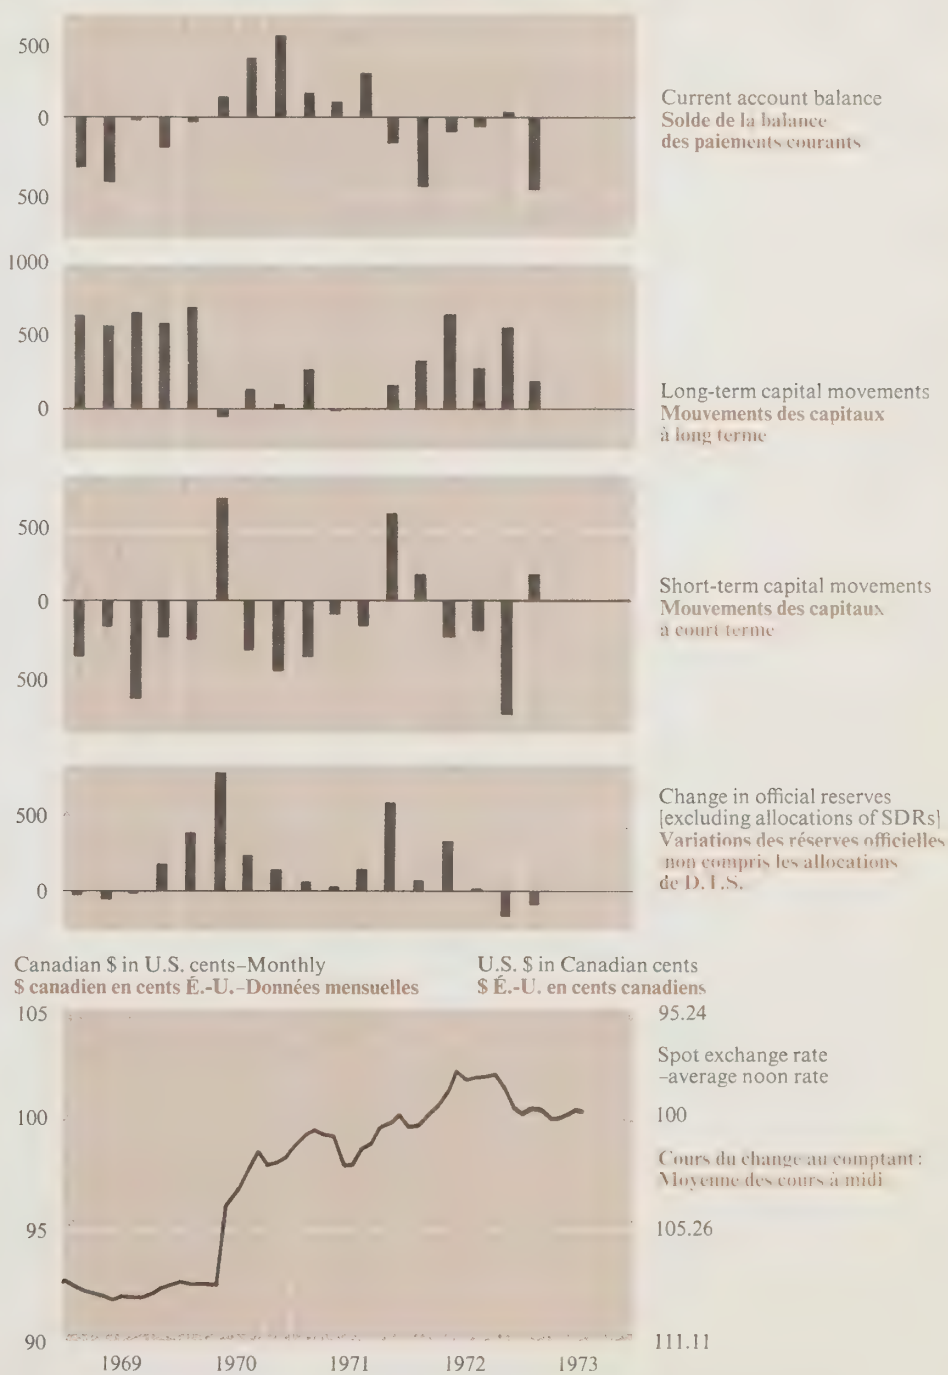 500
0
500
Current account balance
Solde de la balance
des paiements courants
1000
500
0
Long-term capital movements
Mouvements des capitaux
à long terme
500
0
500
Short-term capital movements
Mouvements des capitaux
a court terme
500
0
Change in official reserves
[excluding allocations of SDRs]
Variations des réserves officielles
non compris les allocations
de D.T.S.
Canadian $ in U.S. cents–Monthly
$ canadien en cents É.-U.–Données mensuelles
U.S. $ in Canadian cents
$ É.-U. en cents canadiens
105
100
95
90
95.24
Spot exchange rate
–average noon rate
100
Cours du change au comptant :
Moyenne des cours à midi
105.26
111.11
1969 1970 1971 1972 1973